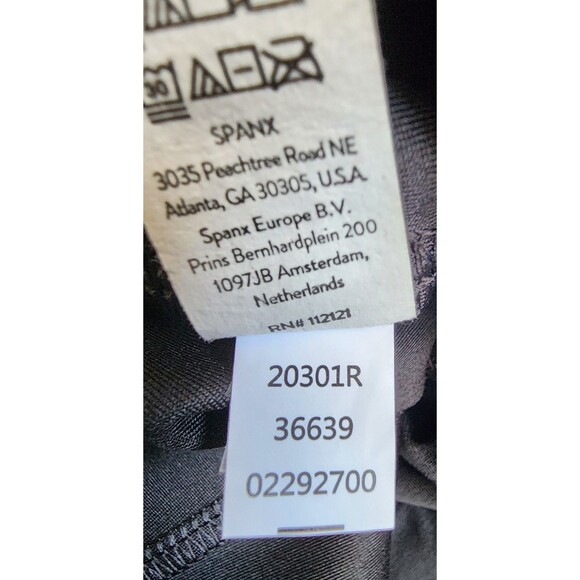 30
SPANX
3035 Peachtree Road NE
Atlanta, GA 30305, U.S.A.
Spanx Europe B.V.
Prins Bernhardplein 200
1097JB Amsterdam,
Netherlands
RN# 112121
20301R
36639
02292700